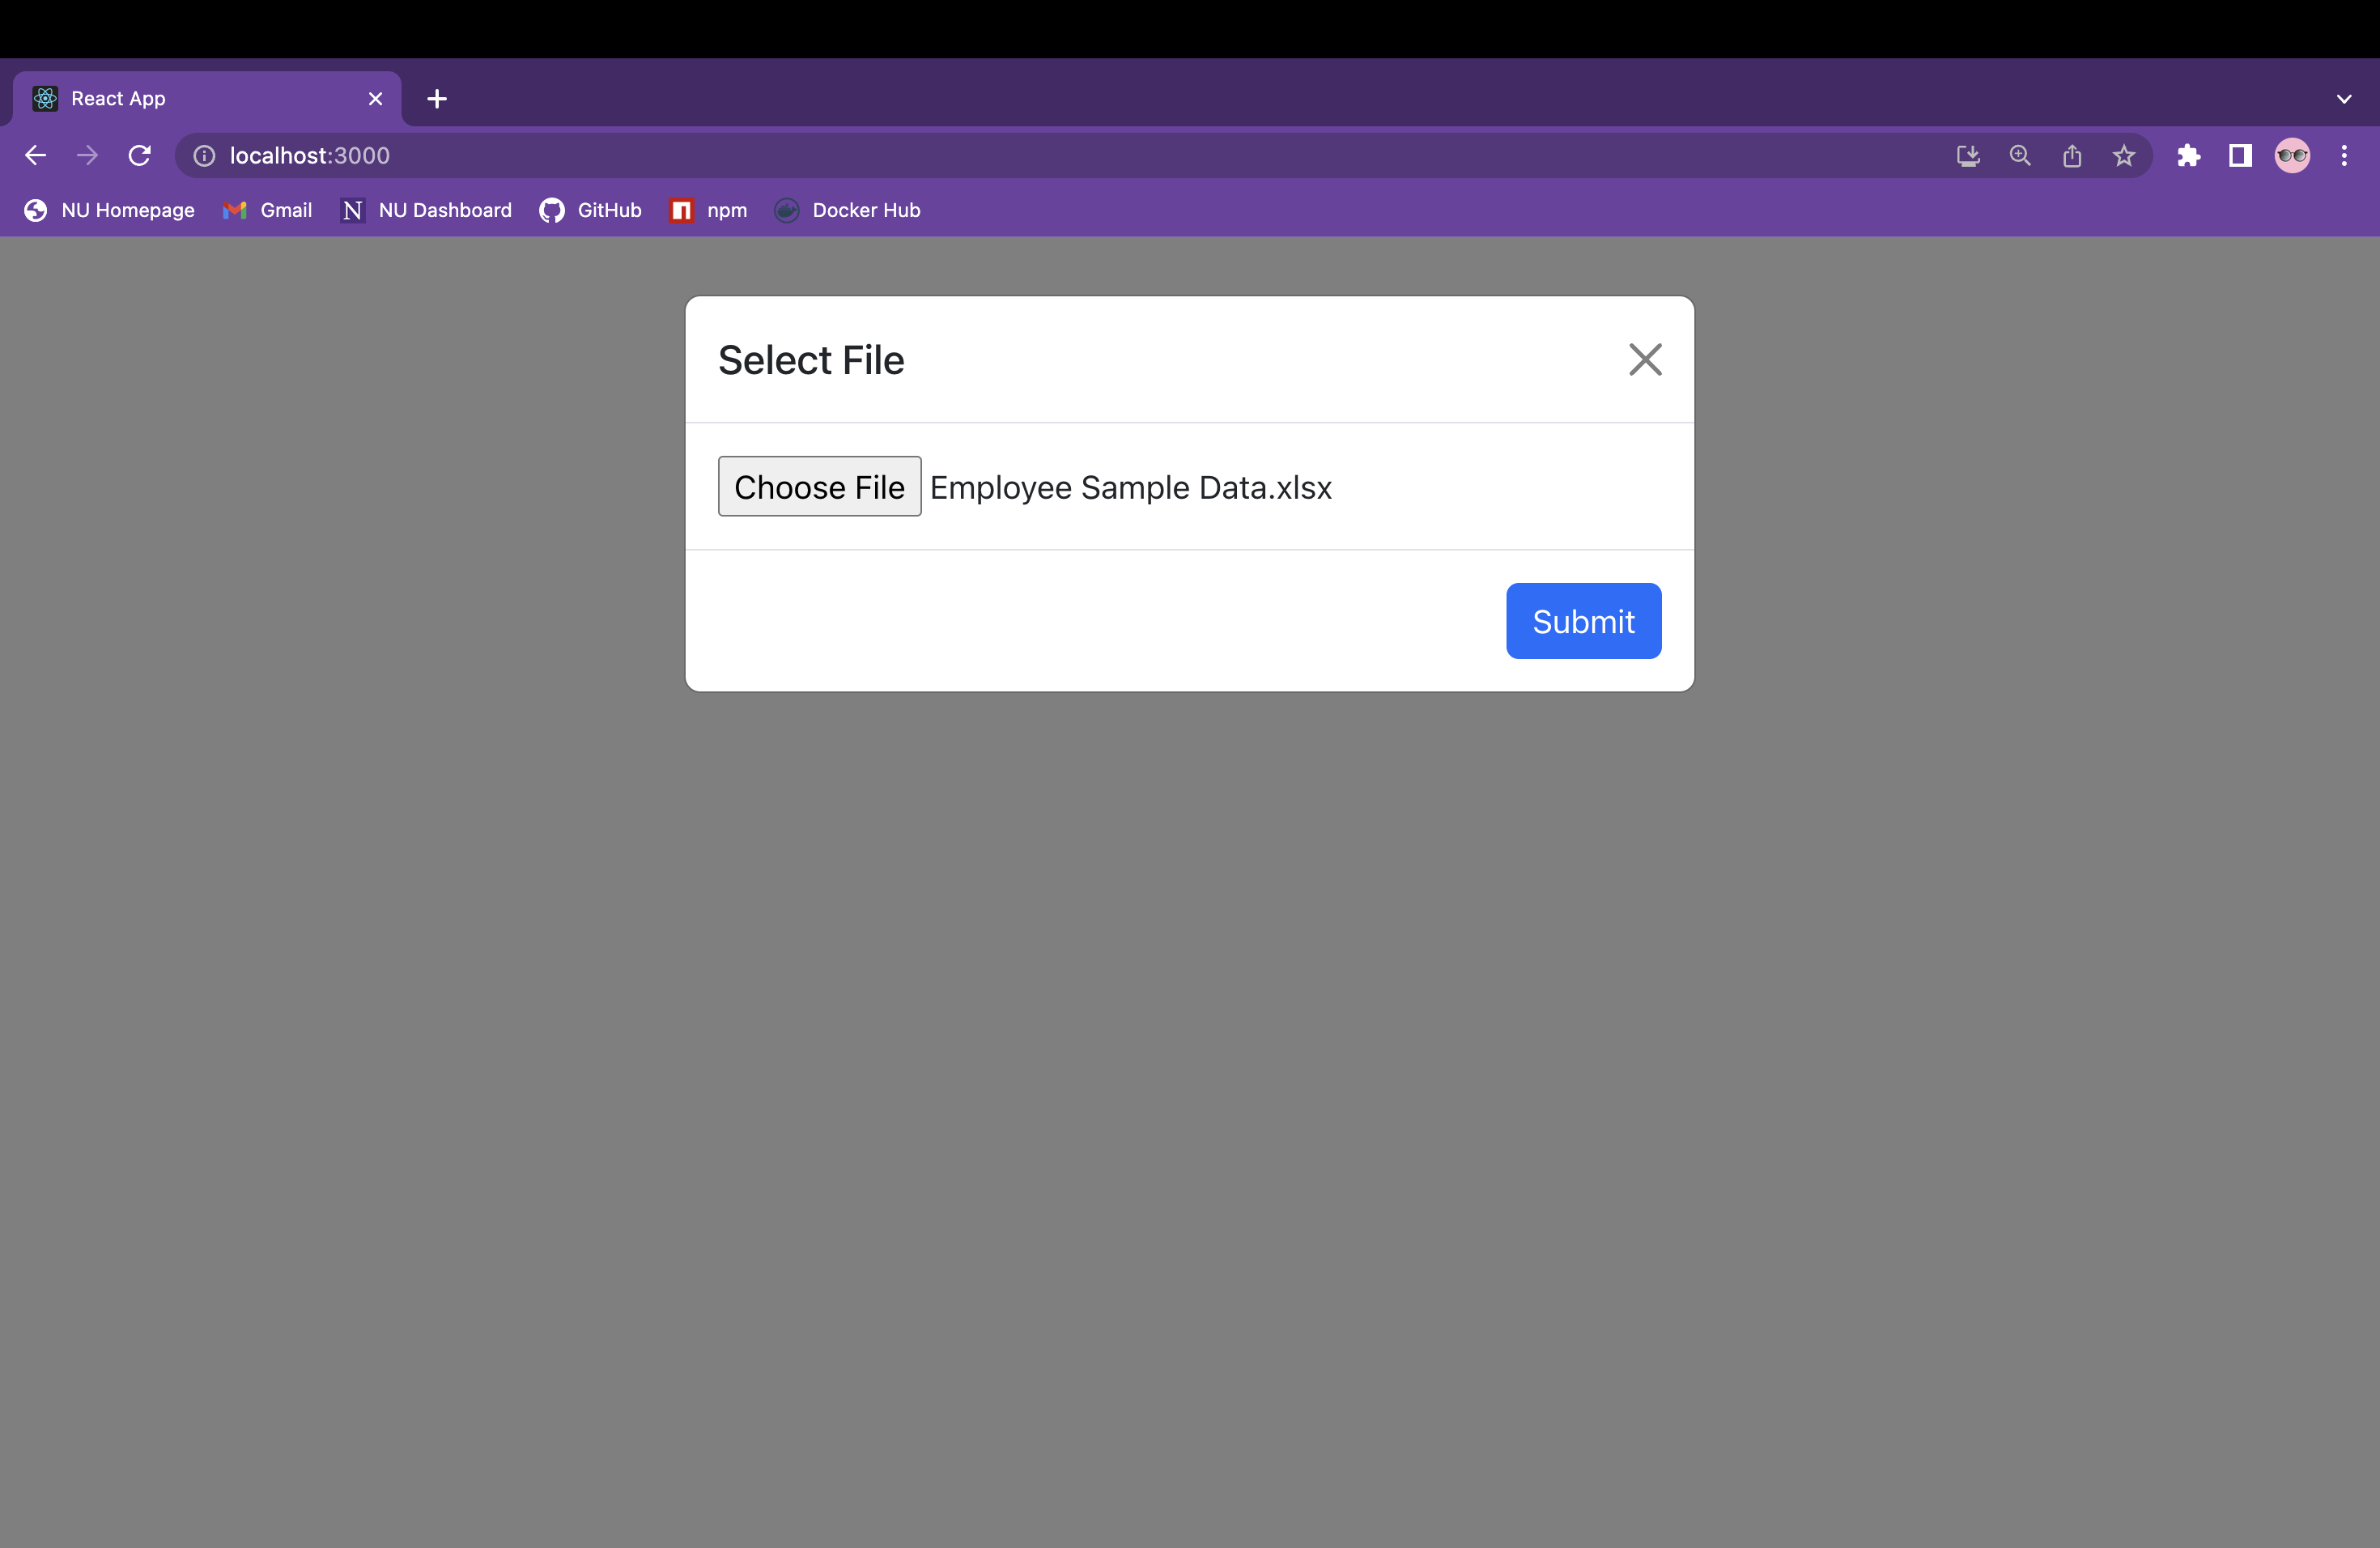 React App
localhost:3000
NU Homepage Gmail N NU Dashboard GitHub npm Docker Hub
Select File
Choose File Employee Sample Data.xlsx
Submit